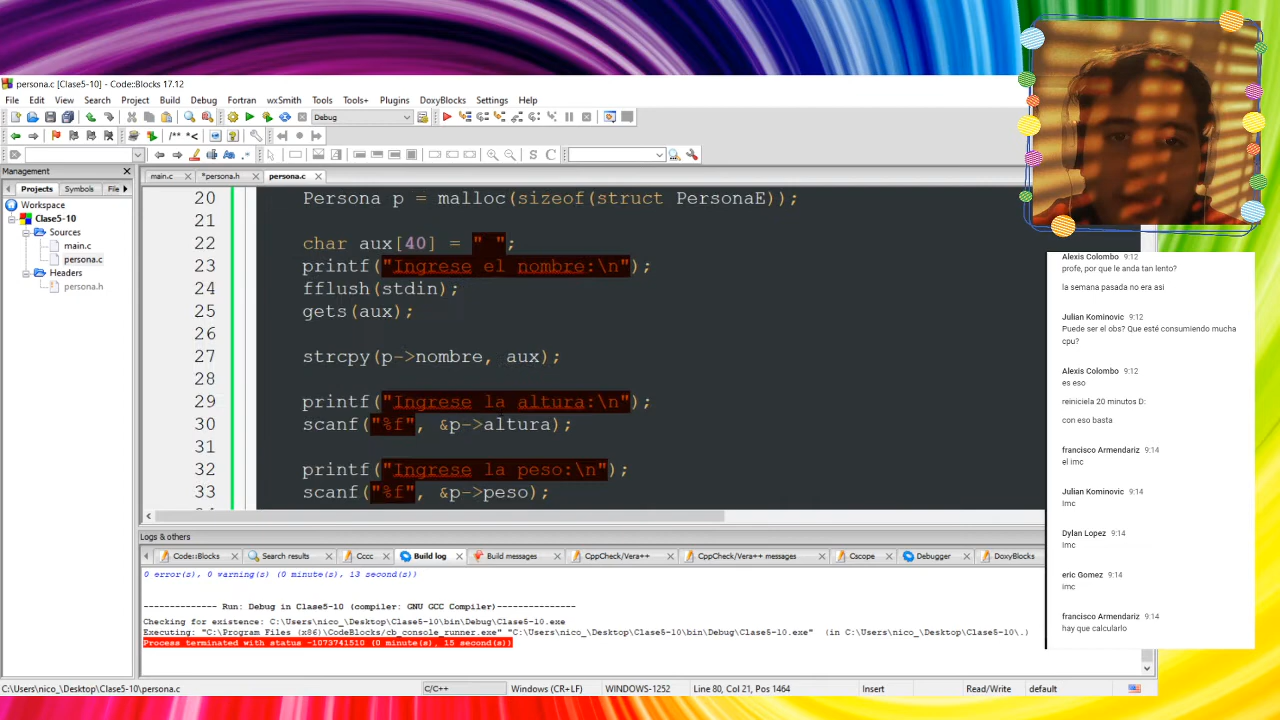 persona.c [Clase5-10] - Code::Blocks 17.12
File Edit View Search Project Build Debug Fortran wxSmith Tools Tools+ Plugins DoxyBlocks Settings Help
Debug
Management
main.c *persona.h persona.c
Projects Symbols File
Workspace
Clase5-10
Sources
main.c
persona.c
Headers
persona.h
20 Persona p = malloc(sizeof(struct PersonaE));
21
22 char aux[40] = " ";
23 printf("Ingrese el nombre:\n");
24 fflush(stdin);
25 gets(aux);
26
27 strcpy(p->nombre, aux);
28
29 printf("Ingrese la altura:\n");
30 scanf("%f", &p->altura);
31
32 printf("Ingrese la peso:\n");
33 scanf("%f", &p->peso);
Logs & others
Code::Blocks Search results Cccc Build log Build messages CppCheck/Vera++ CppCheck/Vera++ messages Cscope Debugger DoxyBlocks
0 error(s), 0 warning(s) (0 minute(s), 13 second(s))
-------------- Run: Debug in Clase5-10 (compiler: GNU GCC Compiler)---------------
Checking for existence: C:\Users\nico_\Desktop\Clase5-10\bin\Debug\Clase5-10.exe
Executing: "C:\Program Files (x86)\CodeBlocks/cb_console_runner.exe" "C:\Users\nico_\Desktop\Clase5-10\bin\Debug\Clase5-10.exe" (in C:\Users\nico_\Desktop\Clase5-10\.)
Process terminated with status -1073741510 (0 minute(s), 15 second(s))
C:\Users\nico_\Desktop\Clase5-10\persona.c C/C++ Windows (CR+LF) WINDOWS-1252 Line 80, Col 21, Pos 1464 Insert Read/Write default
Alexis Colombo 9:12
profe, por que le anda tan lento?
la semana pasada no era asi
Julian Kominovic 9:12
Puede ser el obs? Que esté consumiendo mucha
cpu?
Alexis Colombo 9:12
es eso
reiniciela 20 minutos D:
con eso basta
francisco Armendariz 9:14
el imc
Julian Kominovic 9:14
Imc
Dylan Lopez 9:14
imc
eric Gomez 9:14
imc
francisco Armendariz 9:14
hay que calcularlo